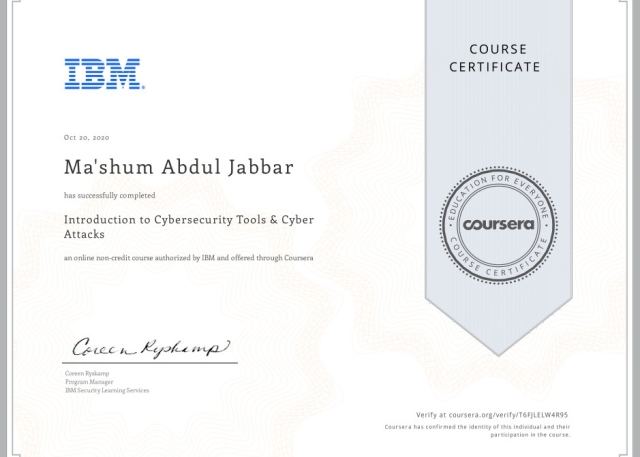 IBM
COURSE
CERTIFICATE
Oct 20, 2020
Ma'shum Abdul Jabbar
has successfully completed
Introduction to Cybersecurity Tools & Cyber
Attacks
an online non-credit course authorized by IBM and offered through Coursera
EDUCATION FOR EVERYONE
coursera
COURSE CERTIFICATE
Coreen Ryskamp
Coreen Ryskamp
Program Manager
IBM Security Learning Services
Verify at coursera.org/verify/T6FJLELW4R95
Coursera has confirmed the identity of this individual and their
participation in the course.